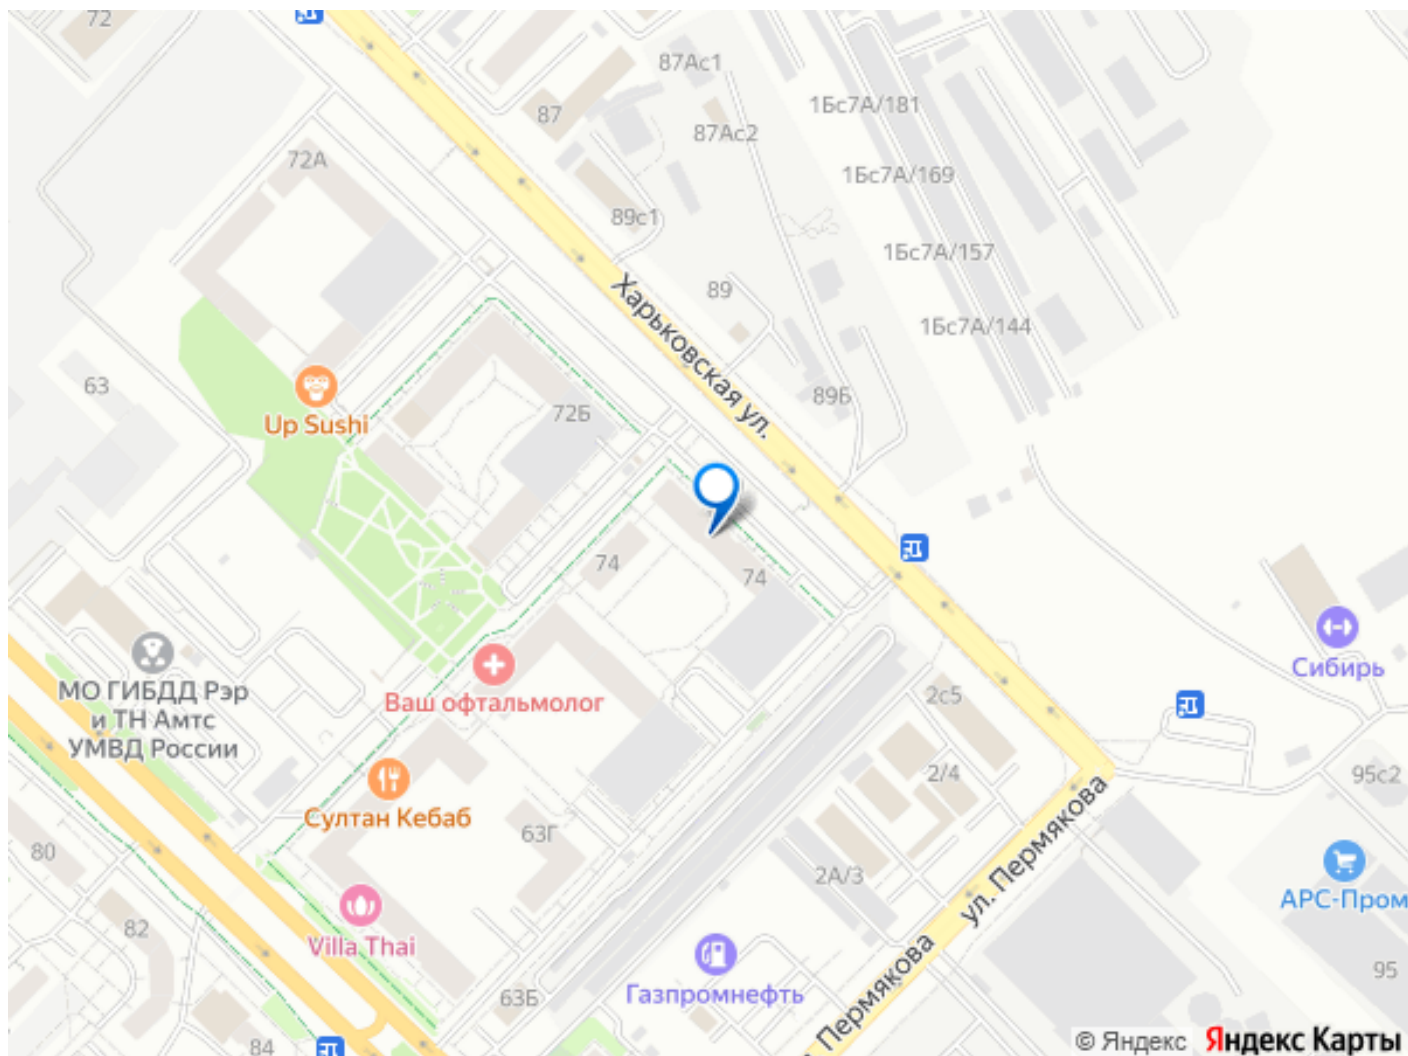 72
87Ас1
87
87Ас2
1Бс7А/181
72А
1Бс7А/169
89с1
1Бс7А/157
89
Харьковская ул.
1Бс7А/144
63
89Б
Up Sushi
72Б
74
74
Сибирь
МО ГИБДД Рэр
и ТН Амтс
УМВД России
Ваш офтальмолог
2с5
2/4
95с2
Султан Кебаб
63Г
80
2А/3
ул. Пермякова
АРС-Пром
82
Villa Thai
Газпромнефть
63Б
95
. Пермякова
84
© Яндекс Яндекс Карты